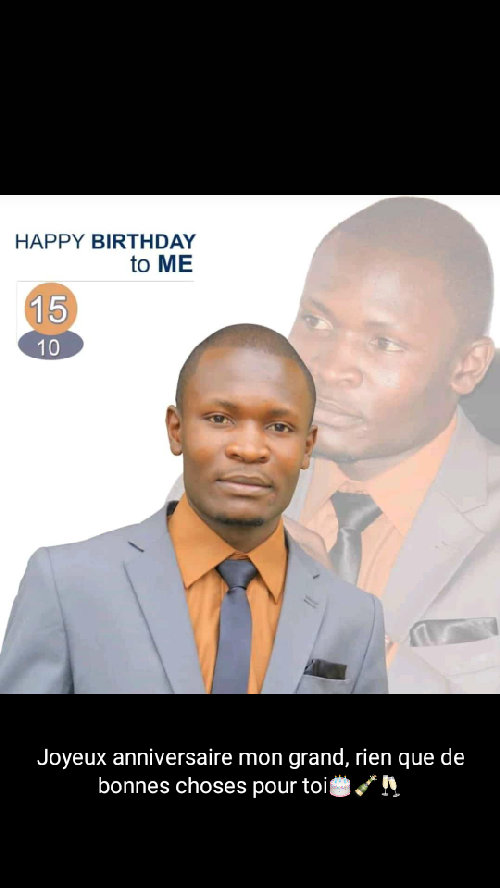 HAPPY BIRTHDAY
to ME
15
10
Joyeux anniversaire mon grand, rien que de
bonnes choses pour toi🎂🍾🥂